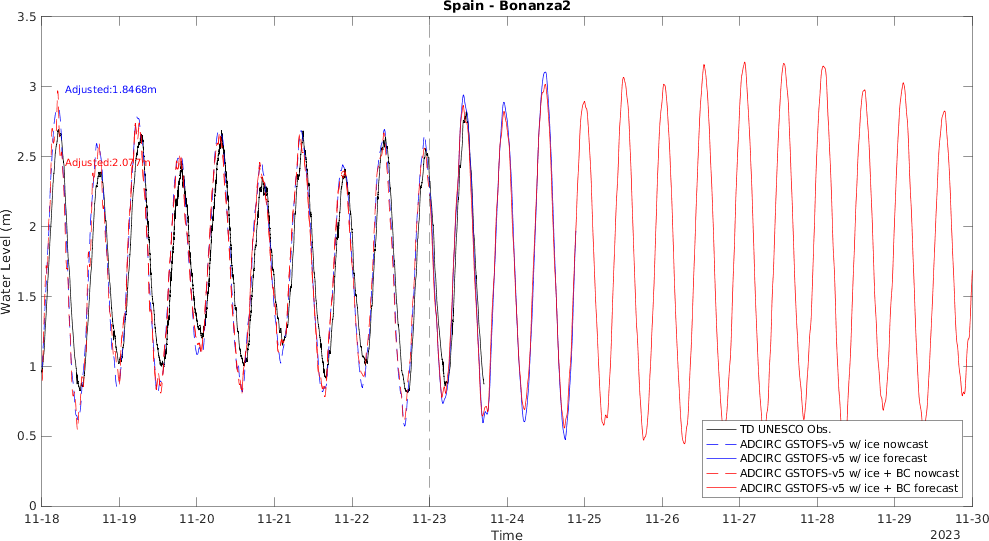 Spain - Bonanza2
3.5
3
2.5
2
1.5
1
0.5
0
Water Level (m)
Adjusted:1.8468m
Adjusted:2.077m
TD UNESCO Obs.
ADCIRC GSTOFS-v5 w/ ice nowcast
ADCIRC GSTOFS-v5 w/ ice forecast
ADCIRC GSTOFS-v5 w/ ice + BC nowcast
ADCIRC GSTOFS-v5 w/ ice + BC forecast
11-18 11-19 11-20 11-21 11-22 11-23 11-24 11-25 11-26 11-27 11-28 11-29 11-30
Time
2023